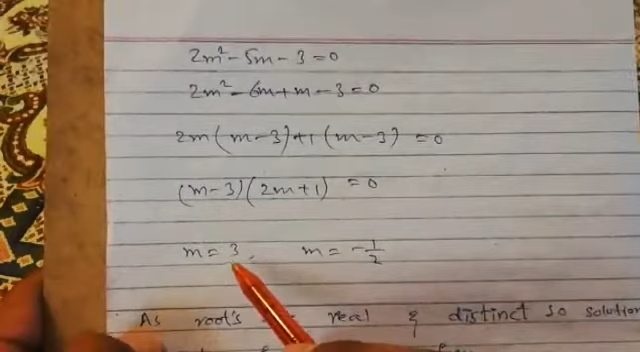 2m² - 5m - 3 = 0
2m² - 6m + m - 3 = 0
2m(m-3)+1(m-3) = 0
(m-3)(2m+1) = 0
m = 3, m = -1/2
As root's real & distinct so solution